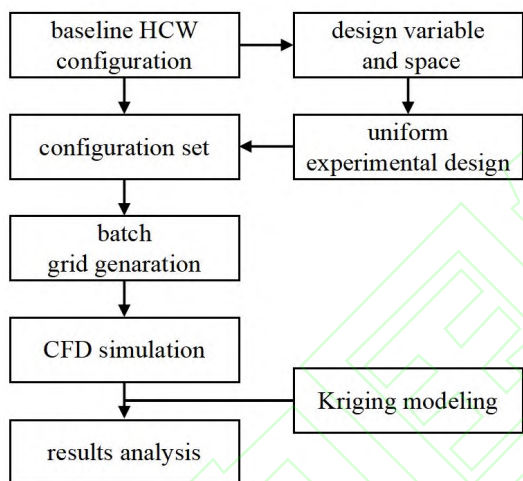 baseline HCW
configuration
design variable
and space
configuration set
uniform
experimental design
batch
grid genaration
CFD simulation
Kriging modeling
results analysis